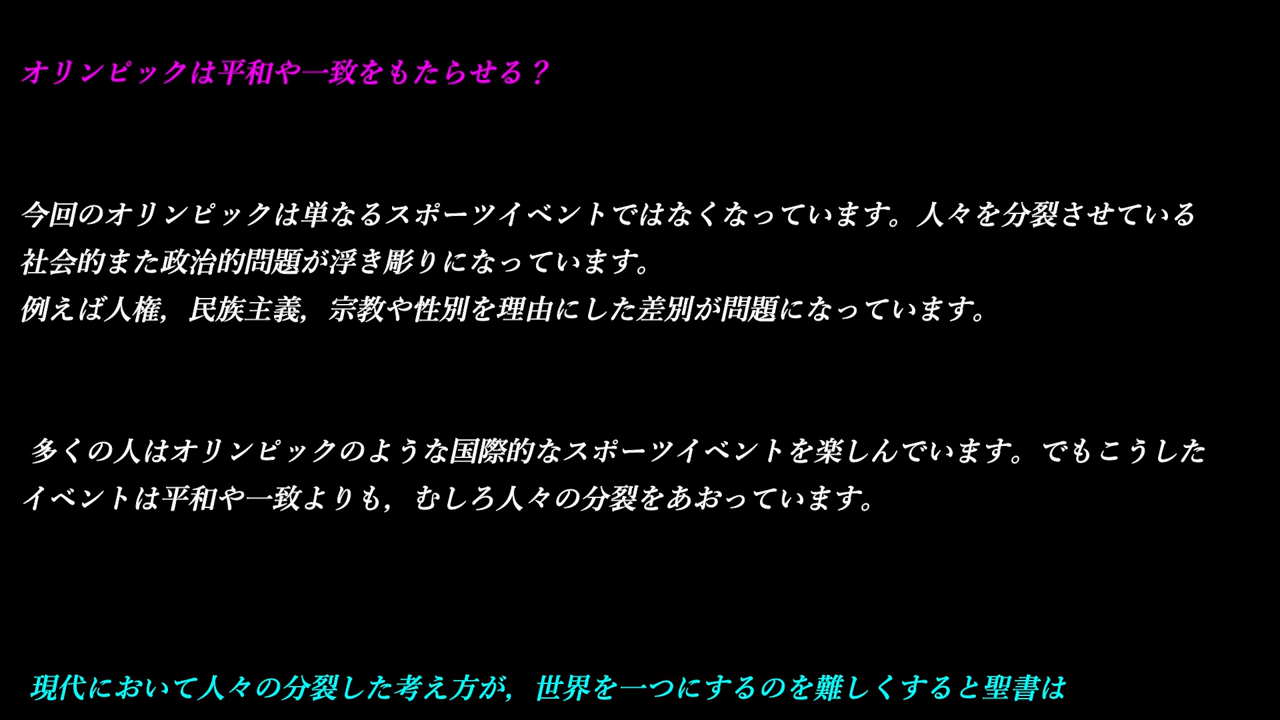 オリンピックは平和や一致をもたらせる？
今回のオリンピックは単なるスポーツイベントではなくなっています。人々を分裂させている
社会的また政治的問題が浮き彫りになっています。
例えば人権，民族主義，宗教や性別を理由にした差別が問題になっています。
多くの人はオリンピックのような国際的なスポーツイベントを楽しんでいます。でもこうした
イベントは平和や一致よりも，むしろ人々の分裂をあおっています。
現代において人々の分裂した考え方が，世界を一つにするのを難しくすると聖書は